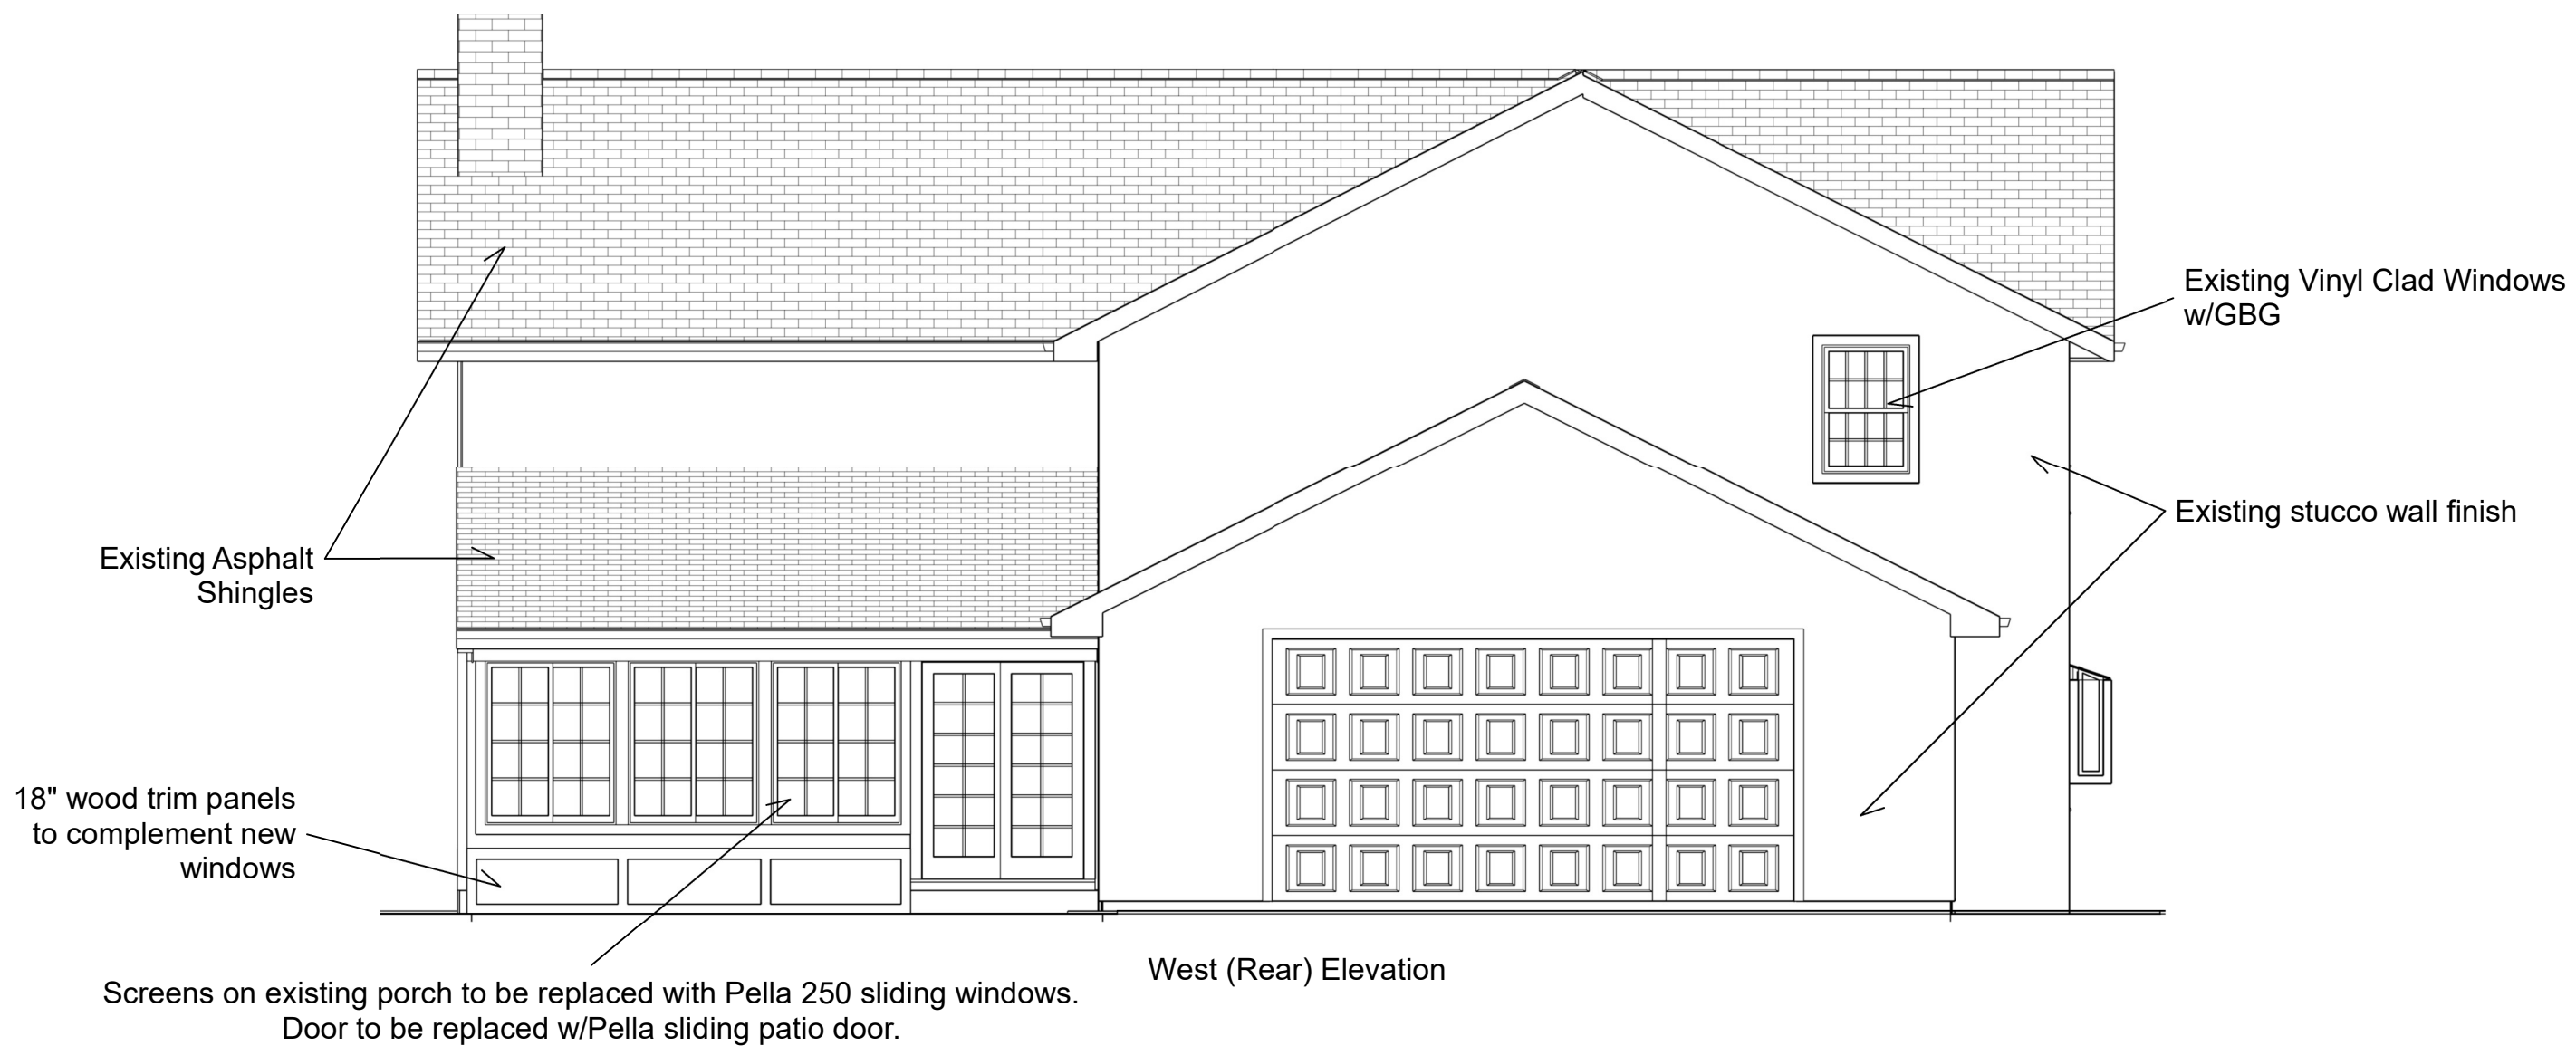 Existing Vinyl Clad Windows
w/GBG
Existing stucco wall finish
Existing Asphalt
Shingles
18" wood trim panels
to complement new
windows
West (Rear) Elevation
Screens on existing porch to be replaced with Pella 250 sliding windows.
Door to be replaced w/Pella sliding patio door.